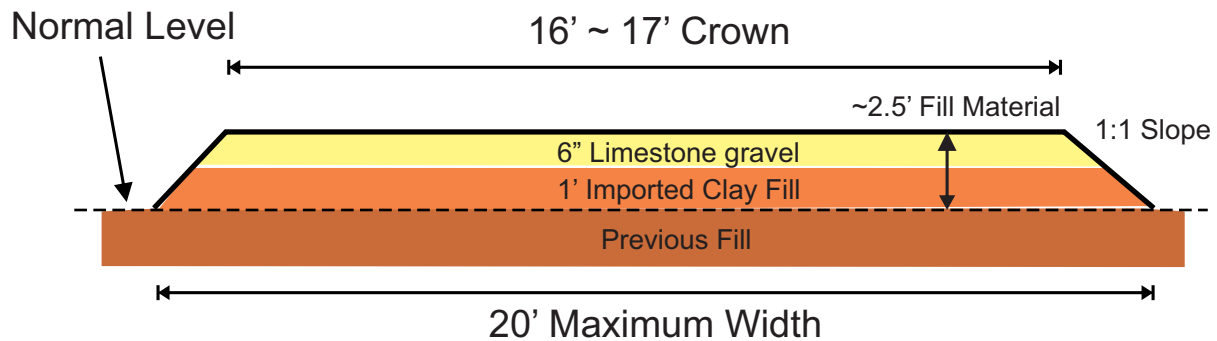 Normal Level
16’ ~ 17’ Crown
~2.5’ Fill Material
1:1 Slope
6” Limestone gravel
1’ Imported Clay Fill
Previous Fill
20’ Maximum Width